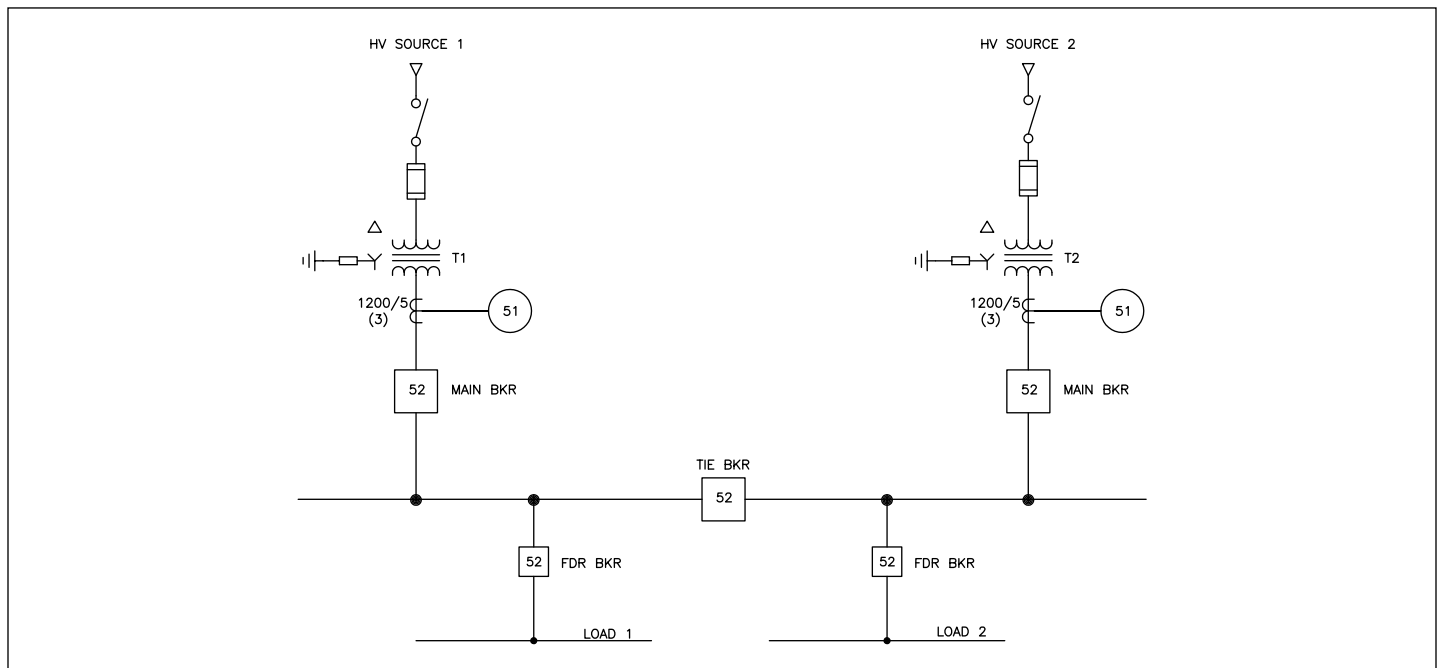 HV SOURCE 1
HV SOURCE 2
T1
T2
1200/5
(3)
51
1200/5
(3)
51
52
MAIN BKR
52
MAIN BKR
TIE BKR
52
52
FDR BKR
52
FDR BKR
LOAD 1
LOAD 2